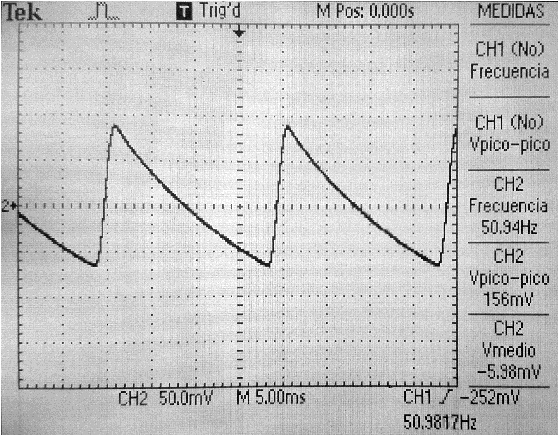 Tek T Trig'd M Pos: 0.000s MEDIDAS
CH1 (No)
Frecuencia
CH1 (No)
Vpico-pico
2
CH2
Frecuencia
50.94Hz
CH2
Vpico-pico
156mV
CH2
Vmedio
-5.98mV
CH2 50.0mV M 5.00ms CH1 -252mV
50.9817Hz